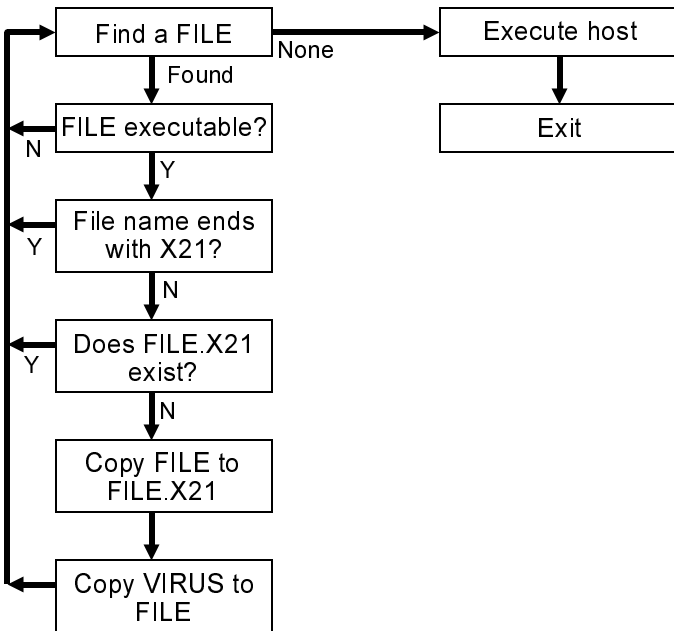 Find a FILE
None
Execute host
Found
FILE executable?
Exit
N
Y
File name ends
with X21?
Y
N
Does FILE.X21
exist?
Y
N
Copy FILE to
FILE.X21
Copy VIRUS to
FILE